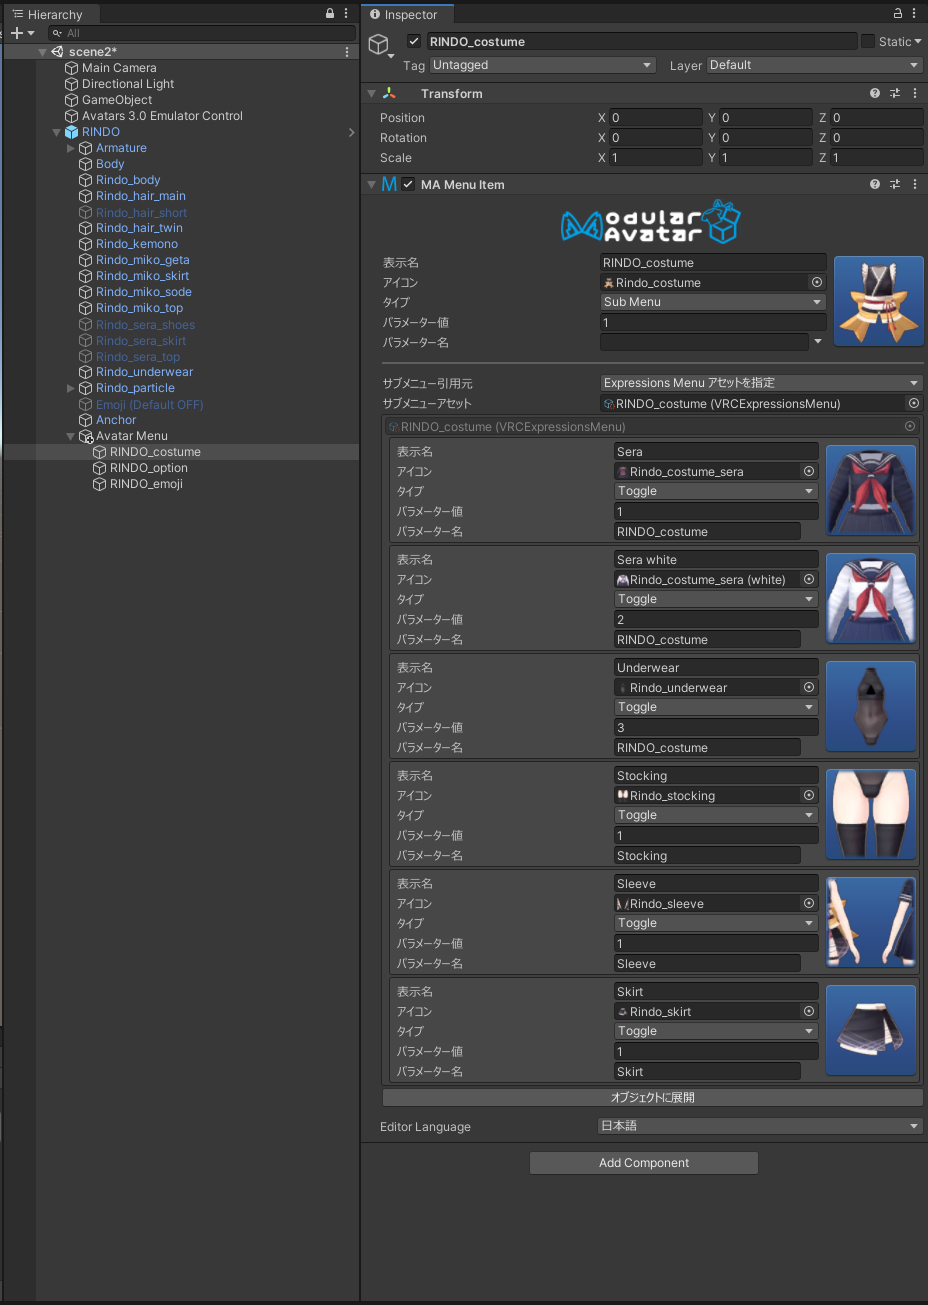 Hierarchy
All
scene2*
Main Camera
Directional Light
GameObject
Avatars 3.0 Emulator Control
RINDO
Armature
Body
Rindo_body
Rindo_hair_main
Rindo_hair_short
Rindo_hair_twin
Rindo_kemono
Rindo_miko_geta
Rindo_miko_skirt
Rindo_miko_sode
Rindo_miko_top
Rindo_sera_shoes
Rindo_sera_skirt
Rindo_sera_top
Rindo_underwear
Rindo_particle
Emoji (Default OFF)
Anchor
Avatar Menu
RINDO_costume
RINDO_option
RINDO_emoji
Inspector
RINDO_costume Static
Tag Untagged Layer Default
Transform
Position X 0 Y 0 Z 0
Rotation X 0 Y 0 Z 0
Scale X 1 Y 1 Z 1
MA Menu Item
Modular
Avatar
表示名 RINDO_costume
アイコン Rindo_costume
タイプ Sub Menu
パラメーター値 1
パラメーター名
サブメニュー引用元 Expressions Menu アセットを指定
サブメニューアセット RINDO_costume (VRCExpressionsMenu)
RINDO_costume (VRCExpressionsMenu)
表示名 Sera
アイコン Rindo_costume_sera
タイプ Toggle
パラメーター値 1
パラメーター名 RINDO_costume
表示名 Sera white
アイコン Rindo_costume_sera (white)
タイプ Toggle
パラメーター値 2
パラメーター名 RINDO_costume
表示名 Underwear
アイコン Rindo_underwear
タイプ Toggle
パラメーター値 3
パラメーター名 RINDO_costume
表示名 Stocking
アイコン Rindo_stocking
タイプ Toggle
パラメーター値 1
パラメーター名 Stocking
表示名 Sleeve
アイコン Rindo_sleeve
タイプ Toggle
パラメーター値 1
パラメーター名 Sleeve
表示名 Skirt
アイコン Rindo_skirt
タイプ Toggle
パラメーター値 1
パラメーター名 Skirt
オブジェクトに展開
Editor Language 日本語
Add Component